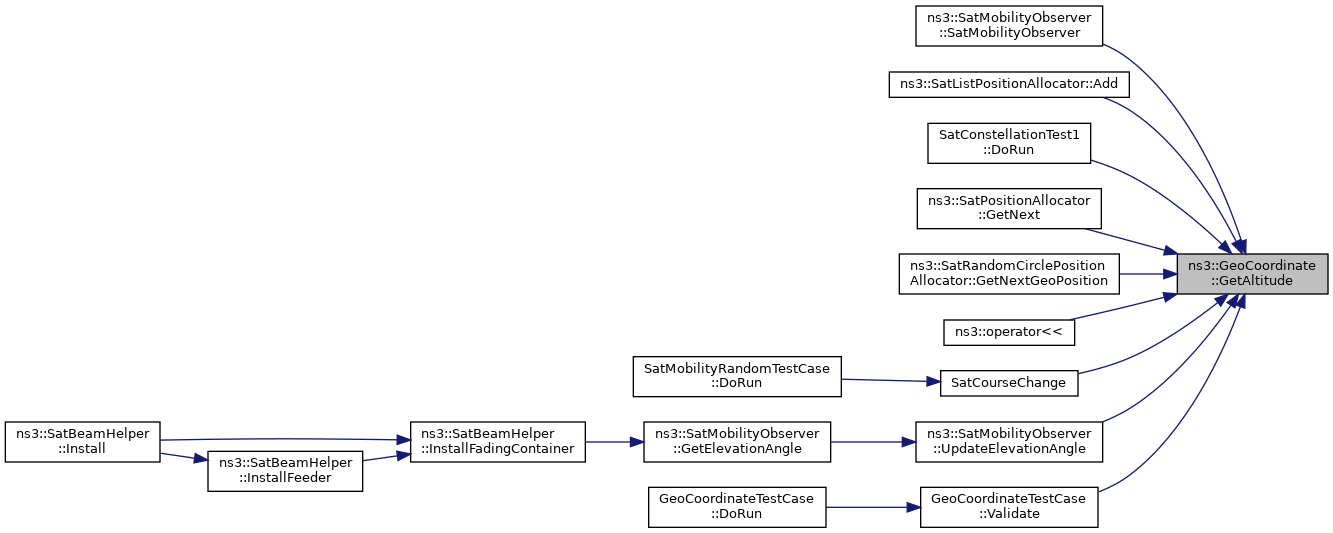 ns3::SatMobilityObserver
::SatMobilityObserver
ns3::SatListPositionAllocator::Add
SatConstellationTest1
::DoRun
ns3::SatPositionAllocator
::GetNext
ns3::GeoCoordinate
::GetAltitude
ns3::SatRandomCirclePosition
Allocator::GetNextGeoPosition
ns3::operator<<
SatMobilityRandomTestCase
::DoRun
SatCourseChange
ns3::SatBeamHelper
::Install
ns3::SatBeamHelper
::InstallFadingContainer
ns3::SatMobilityObserver
::GetElevationAngle
ns3::SatMobilityObserver
::UpdateElevationAngle
ns3::SatBeamHelper
::InstallFeeder
GeoCoordinateTestCase
::DoRun
GeoCoordinateTestCase
::Validate